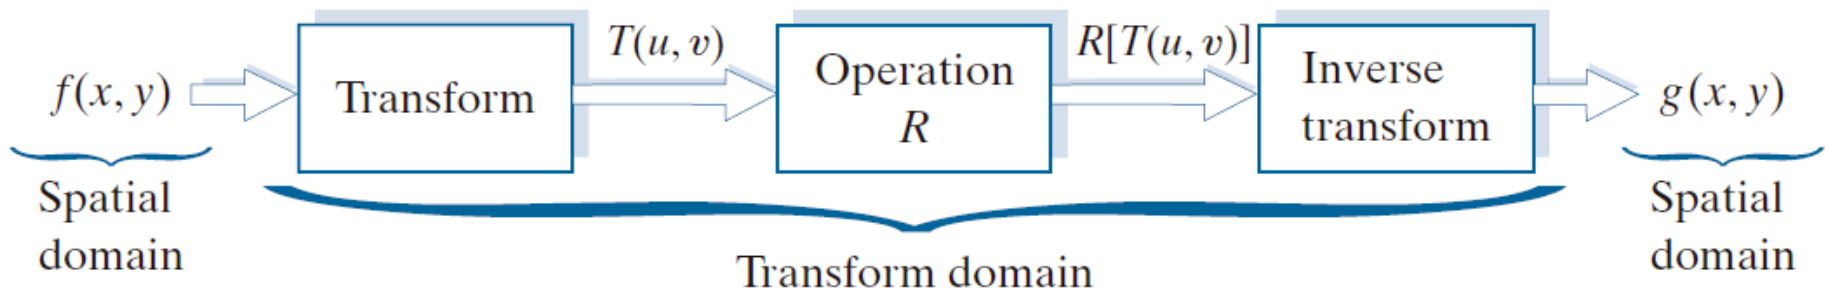 f(x, y)
Transform
T(u, v)
Operation
R
R[T(u, v)]
Inverse
transform
g(x, y)
Spatial
domain
Transform domain
Spatial
domain